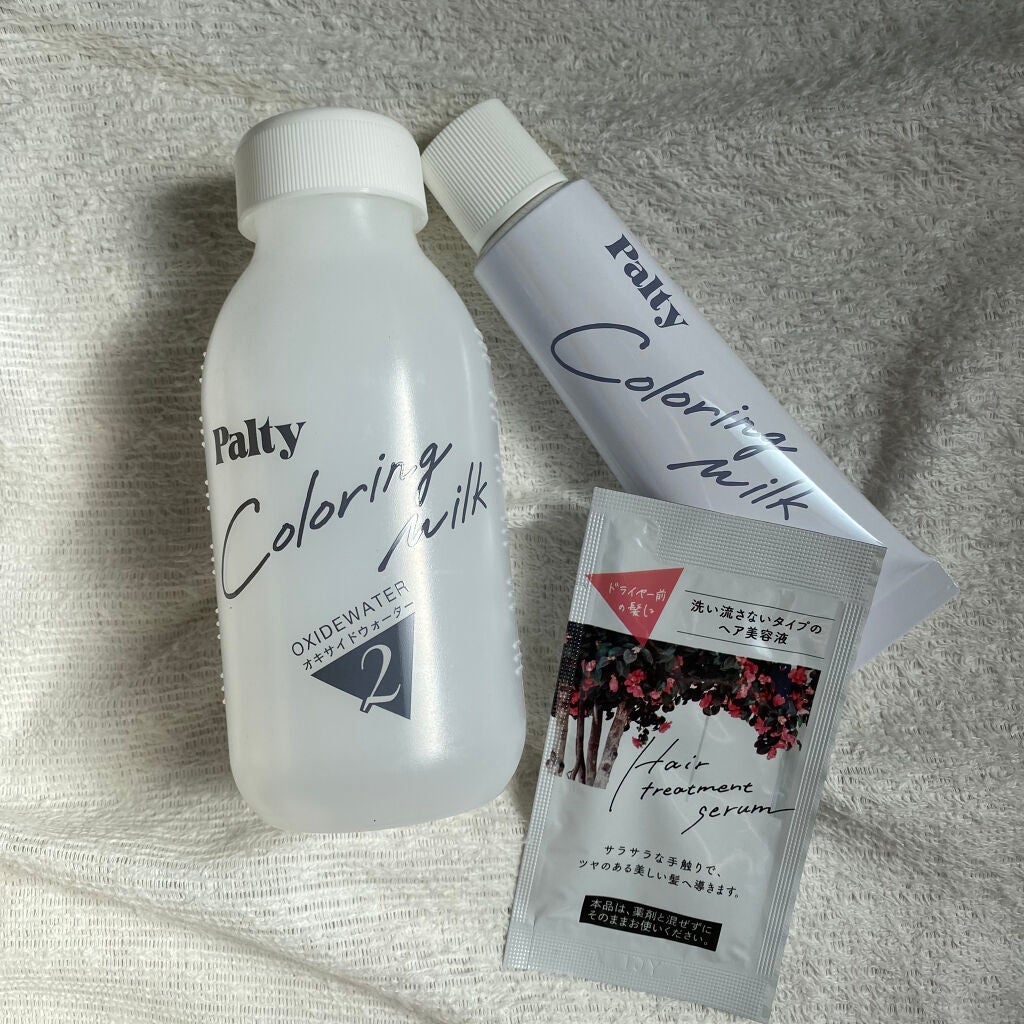 Palty
Coloring
milk
OXIDEWATER
オキサイドウォーター
2
Palty
Coloring
milk
ドライヤー前
の髪に
洗い流さないタイプの
ヘア美容液
Hair
treatment
serum
サラサラな手触りで、
ツヤのある美しい髪へ導きます。
本品は、薬剤と混ぜずに
そのままお使いください。